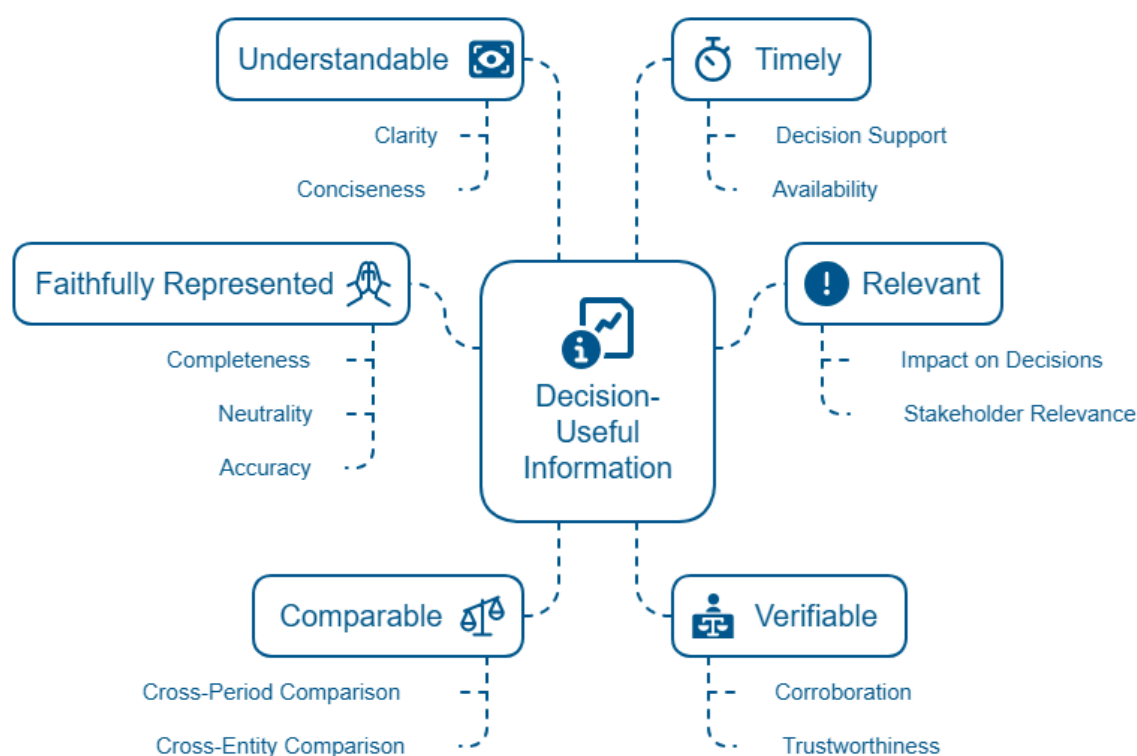 Understandable
Clarity
Conciseness
Timely
Decision Support
Availability
Faithfully Represented
Completeness
Neutrality
Accuracy
Decision-
Useful
Information
Relevant
Impact on Decisions
Stakeholder Relevance
Comparable
Cross-Period Comparison
Cross-Entity Comparison
Verifiable
Corroboration
Trustworthiness